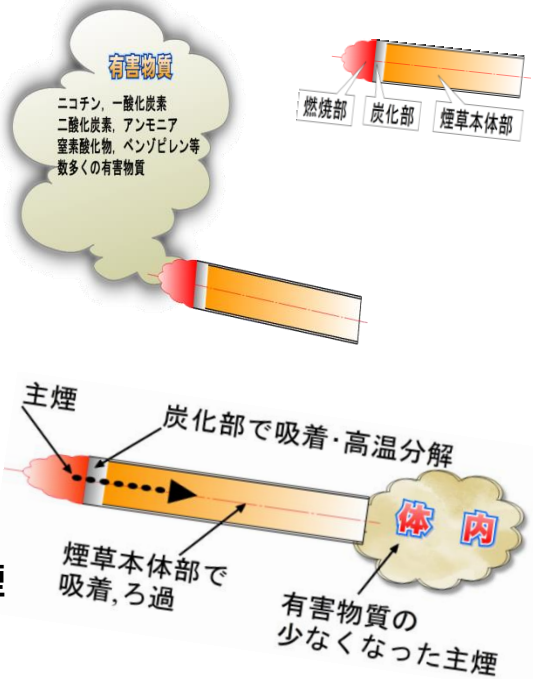 有害物質
ニコチン, 一酸化炭素
二酸化炭素, アンモニア
窒素酸化物, ベンゾピレン等
数多くの有害物質
燃焼部
炭化部
煙草本体部
主煙
炭化部で吸着・高温分解
体 内
煙草本体部で
吸着,ろ過
有害物質の
少なくなった主煙